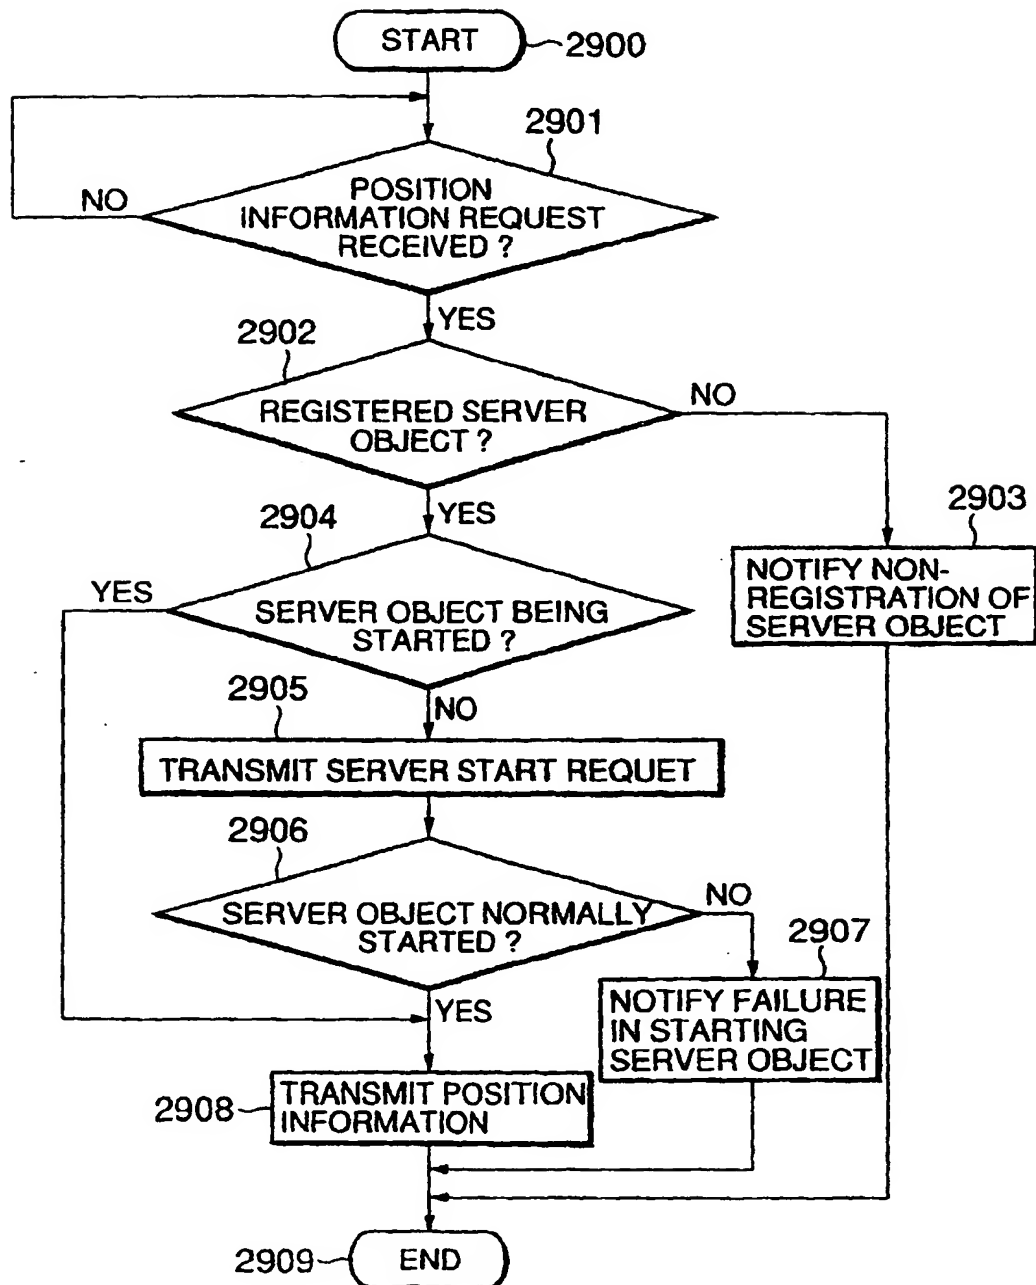 START
2900
2901
NO
POSITION
INFORMATION REQUEST
RECEIVED ?
YES
2902
NO
REGISTERED SERVER
OBJECT ?
YES
2903
NOTIFY NON-
REGISTRATION OF
SERVER OBJECT
2904
YES
SERVER OBJECT BEING
STARTED ?
NO
2905
TRANSMIT SERVER START REQUET
2906
NO
SERVER OBJECT NORMALLY
STARTED ?
YES
2907
NOTIFY FAILURE
IN STARTING
SERVER OBJECT
2908
TRANSMIT POSITION
INFORMATION
2909
END